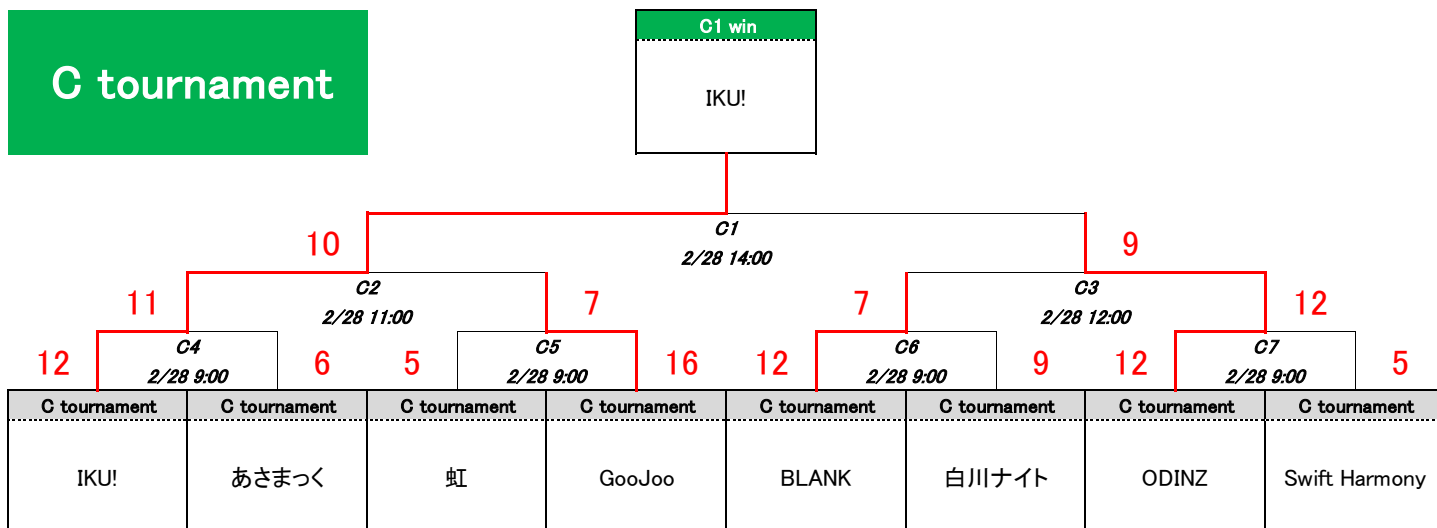 C1 win
C tournament
IKU!
C1
10 9
2/28 14:00
C2 C3
11 7 7 12
2/28 11:00 2/28 12:00
C4 C5 C6 C7
12 6 5 16 12 9 12 5
2/28 9:00 2/28 9:00 2/28 9:00 2/28 9:00
C tournament C tournament C tournament C tournament C tournament C tournament C tournament C tournament
IKU! あさまっく 虹 GooJoo BLANK 白川ナイト ODINZ Swift Harmony